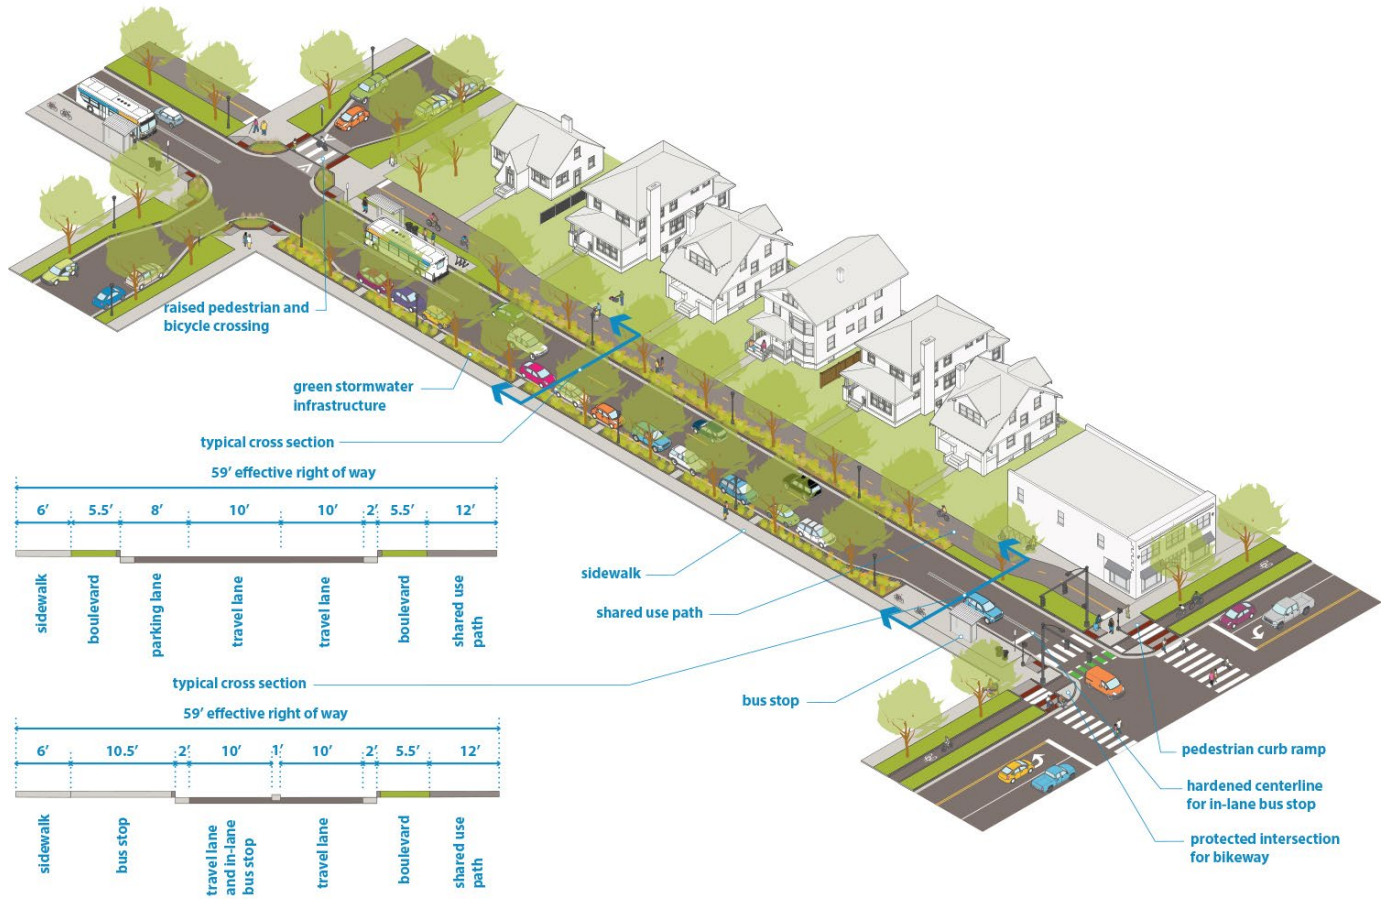 raised pedestrian and
bicycle crossing
green stormwater
infrastructure
typical cross section
59’ effective right of way
6’ 5.5’ 8’ 10’ 10’ 2’ 5.5’ 12’
sidewalk
boulevard
parking lane
travel lane
travel lane
boulevard
shared use
path
sidewalk
shared use path
typical cross section
bus stop
59’ effective right of way
6’ 10.5’ 2’ 10’ 1’ 10’ 2’ 5.5’ 12’
sidewalk
bus stop
travel lane
and in-lane
bus stop
travel lane
boulevard
shared use
path
pedestrian curb ramp
hardened centerline
for in-lane bus stop
protected intersection
for bikeway